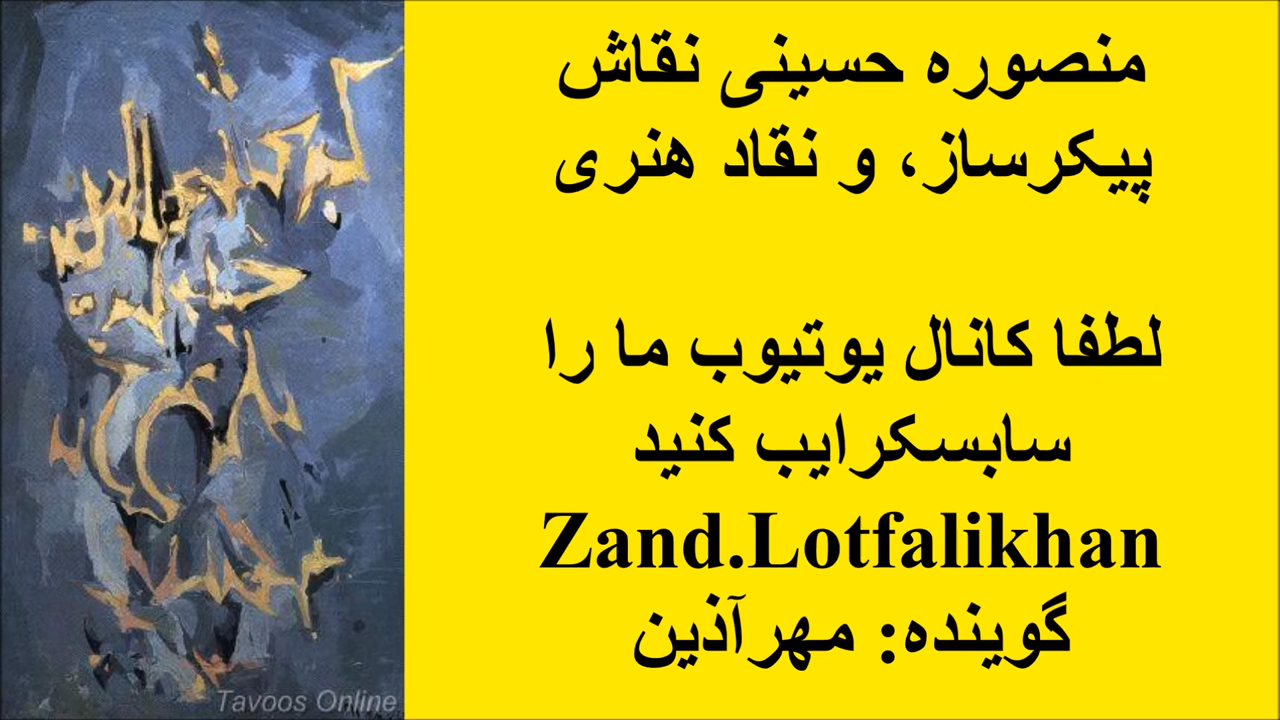 منصوره حسینی نقاش
پیکرساز، و نقاد هنری
لطفا کانال یوتیوب ما را
سابسکرایب کنید
Zand.Lotfalikhan
گوینده: مهرآذین
Tavoos Online